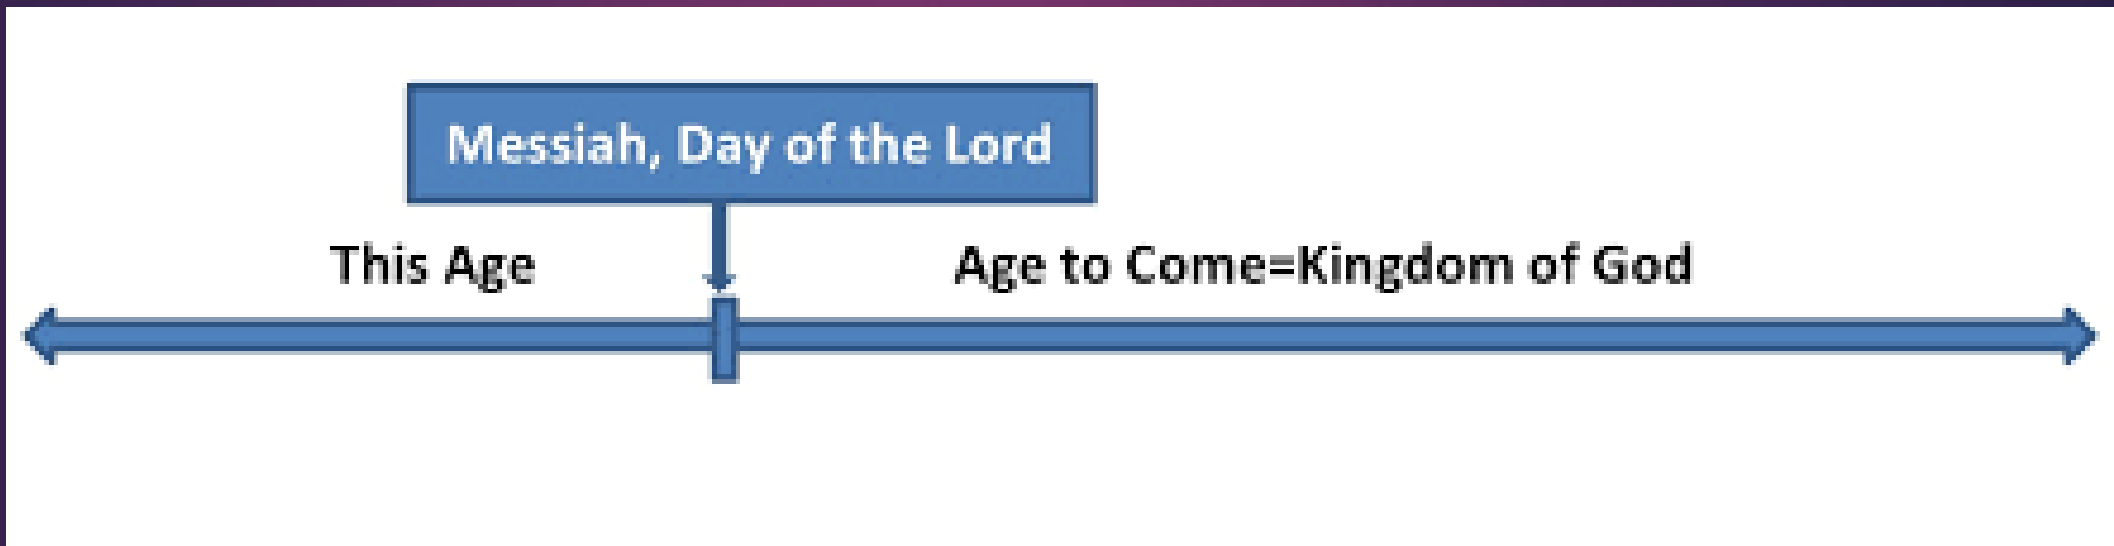 Messiah, Day of the Lord
This Age
Age to Come=Kingdom of God